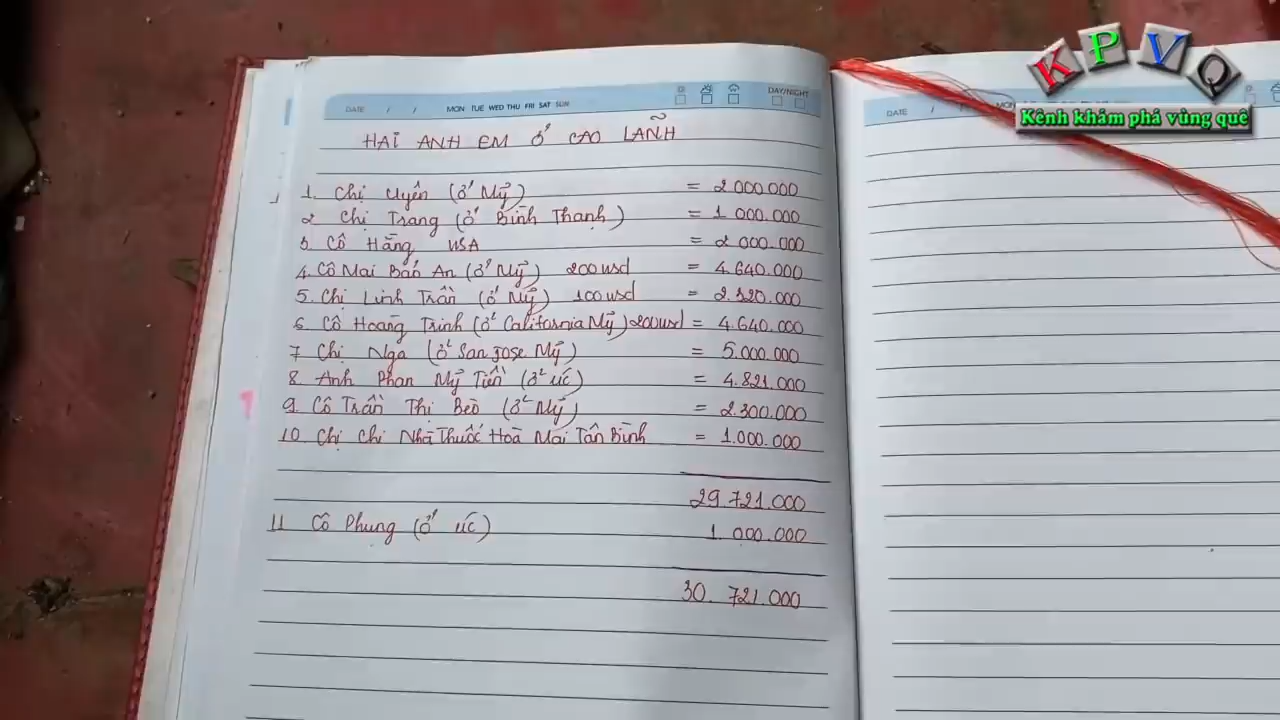 K P V Q
Kênh khám phá vùng quê
DATE / / MON TUE WED THU FRI SAT SUN DAY/NIGHT
DATE / / MON
HAI ANH EM Ở CAO LÃNH
1. Chị Uyên (ở Mỹ) = 2 000.000
2 Chị Trang (ở Bình Thạnh) = 1 000.000
3. Cô Hằng USA = 2 000.000
4. Cô Mai Bán An (ở Mỹ) 200 usd = 4.640.000
5. Chị Linh Trần (ở Mỹ) 100 usd = 2.320.000
6 Cô Hoàng Trinh (ở California Mỹ) 200 usd = 4.640.000
7 Chị Nga (ở San Jose Mỹ) = 5.000.000
8. Anh Phan Mỹ Tiến (ở Úc) = 4.821.000
9. Cô Trần Thị Bèo (ở Mỹ) = 2.300.000
10 Chị Chi Nhà Thuốc Hoà Mai Tân Bình = 1.000.000
29.721.000
11 Cô Phung (ở Úc) 1.000.000
30.721.000